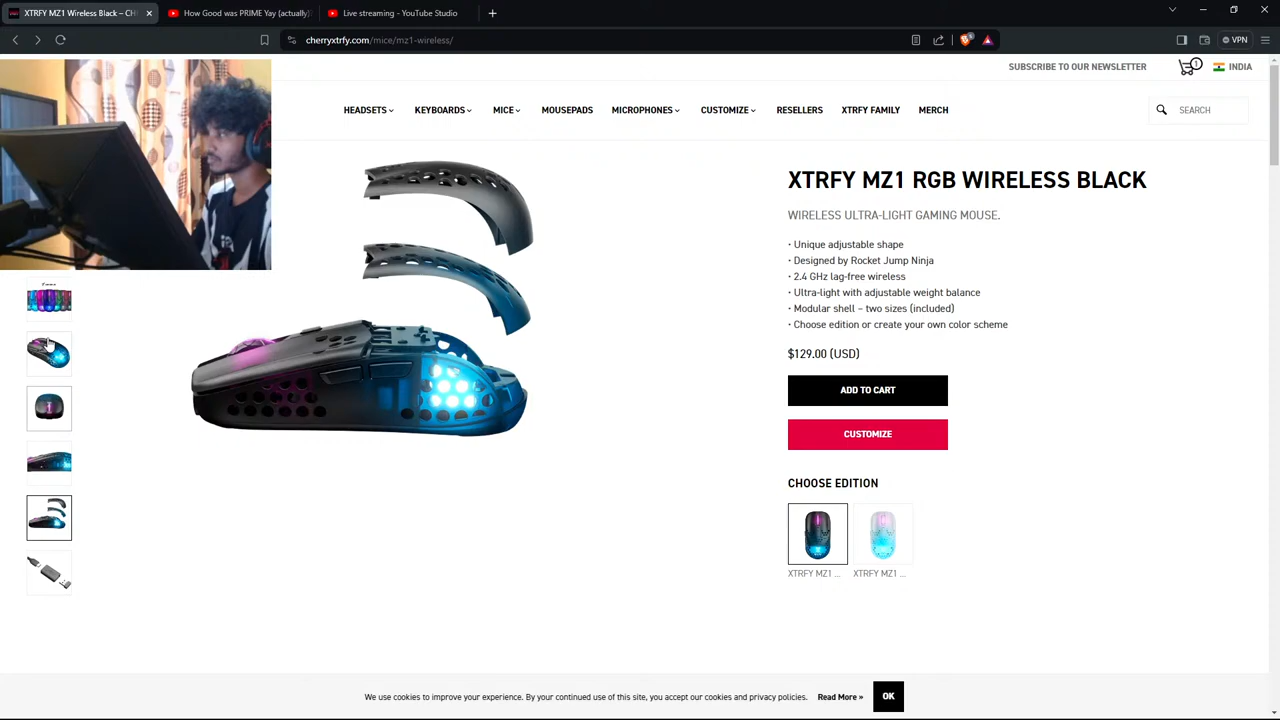 XTRFY MZ1 Wireless Black – CH
How Good was PRIME Yay (actually)?
Live streaming - YouTube Studio
cherryxtrfy.com/mice/mz1-wireless/
VPN
SUBSCRIBE TO OUR NEWSLETTER
1
INDIA
HEADSETS
KEYBOARDS
MICE
MOUSEPADS
MICROPHONES
CUSTOMIZE
RESELLERS
XTRFY FAMILY
MERCH
SEARCH
XTRFY MZ1 RGB WIRELESS BLACK
WIRELESS ULTRA-LIGHT GAMING MOUSE.
• Unique adjustable shape
• Designed by Rocket Jump Ninja
• 2.4 GHz lag-free wireless
• Ultra-light with adjustable weight balance
• Modular shell – two sizes (included)
• Choose edition or create your own color scheme
$129.00 (USD)
ADD TO CART
CUSTOMIZE
CHOOSE EDITION
XTRFY MZ1 ...
XTRFY MZ1 ...
We use cookies to improve your experience. By your continued use of this site, you accept our cookies and privacy policies.
Read More »
OK